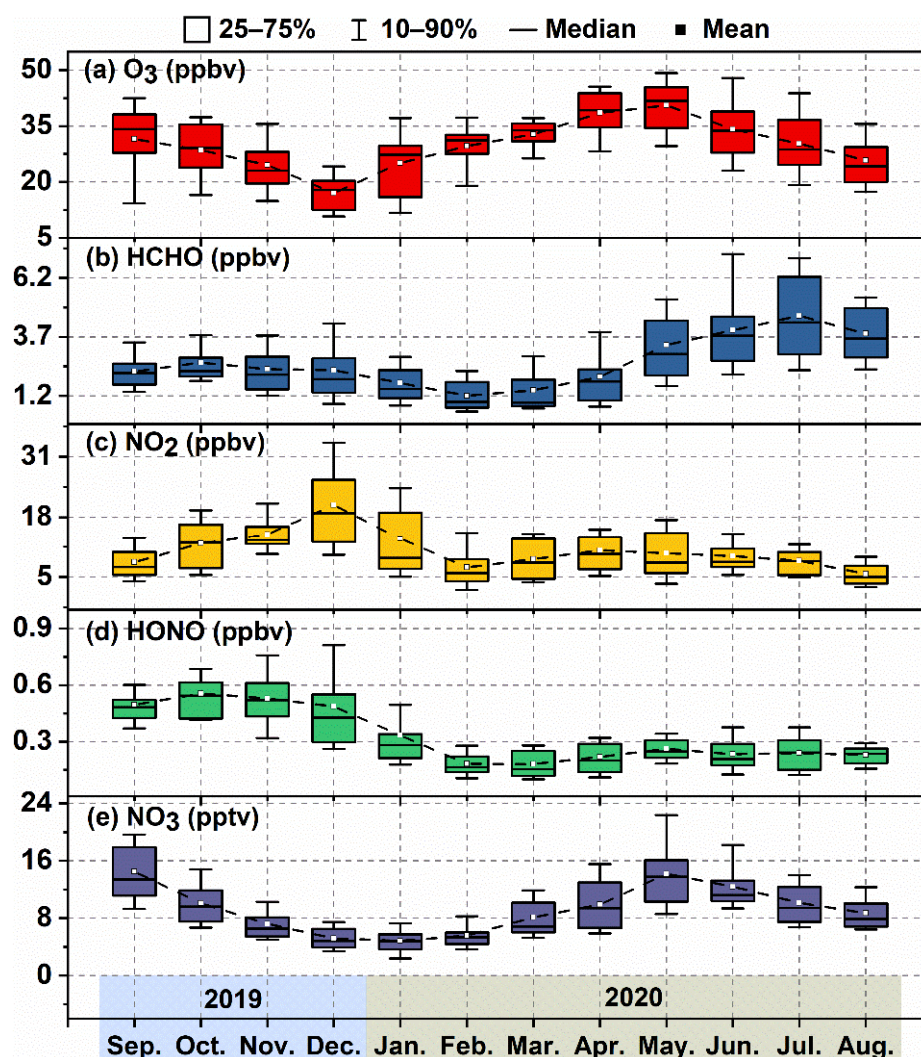 25–75% 10–90% Median Mean
(a) O₃ (ppbv)
50
35
20
5
(b) HCHO (ppbv)
6.2
3.7
1.2
(c) NO₂ (ppbv)
31
18
5
(d) HONO (ppbv)
0.9
0.6
0.3
(e) NO₃ (pptv)
24
16
8
0
2019 2020
Sep. Oct. Nov. Dec. Jan. Feb. Mar. Apr. May. Jun. Jul. Aug.